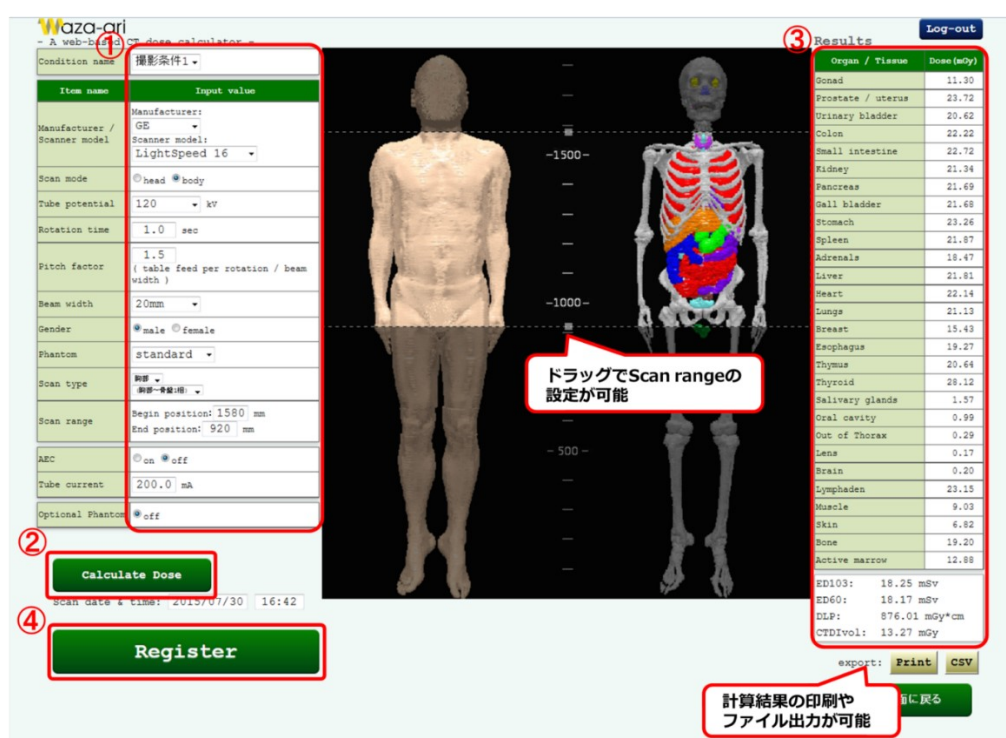 Waza-ari
- A web-based CT dose calculator -
①
Condition name
撮影条件1
Item name
Input value
Manufacturer / Scanner model
Manufacturer:
GE
Scanner model:
LightSpeed 16
Scan mode
head body
Tube potential
120 kV
Rotation time
1.0 sec
Pitch factor
1.5
( table feed per rotation / beam
width )
Beam width
20mm
Gender
male female
Phantom
standard
Scan type
胸部
(胸部～骨盤1相)
Scan range
Begin position: 1580 mm
End position: 920 mm
AEC
on off
Tube current
200.0 mA
Optional Phantom
off
②
Calculate Dose
Scan date & time: 2015/07/30 16:42
④
Register
-1500-
-1000-
- 500 -
ドラッグでScan rangeの
設定が可能
Log-out
③
Results
Organ / Tissue Dose(mGy)
Gonad 11.30
Prostate / uterus 23.72
Urinary bladder 20.62
Colon 22.22
Small intestine 22.72
Kidney 21.34
Pancreas 21.69
Gall bladder 21.68
Stomach 23.26
Spleen 21.87
Adrenals 18.47
Liver 21.81
Heart 22.14
Lungs 21.13
Breast 15.43
Esophagus 19.27
Thymus 20.64
Thyroid 28.12
Salivary glands 1.57
Oral cavity 0.99
Out of Thorax 0.29
Lens 0.17
Brain 0.20
Lymphaden 23.15
Muscle 9.03
Skin 6.82
Bone 19.20
Active marrow 12.88
ED103: 18.25 mSv
ED60: 18.17 mSv
DLP: 876.01 mGy*cm
CTDIvol: 13.27 mGy
export: Print CSV
計算結果の印刷や
ファイル出力が可能
面に戻る